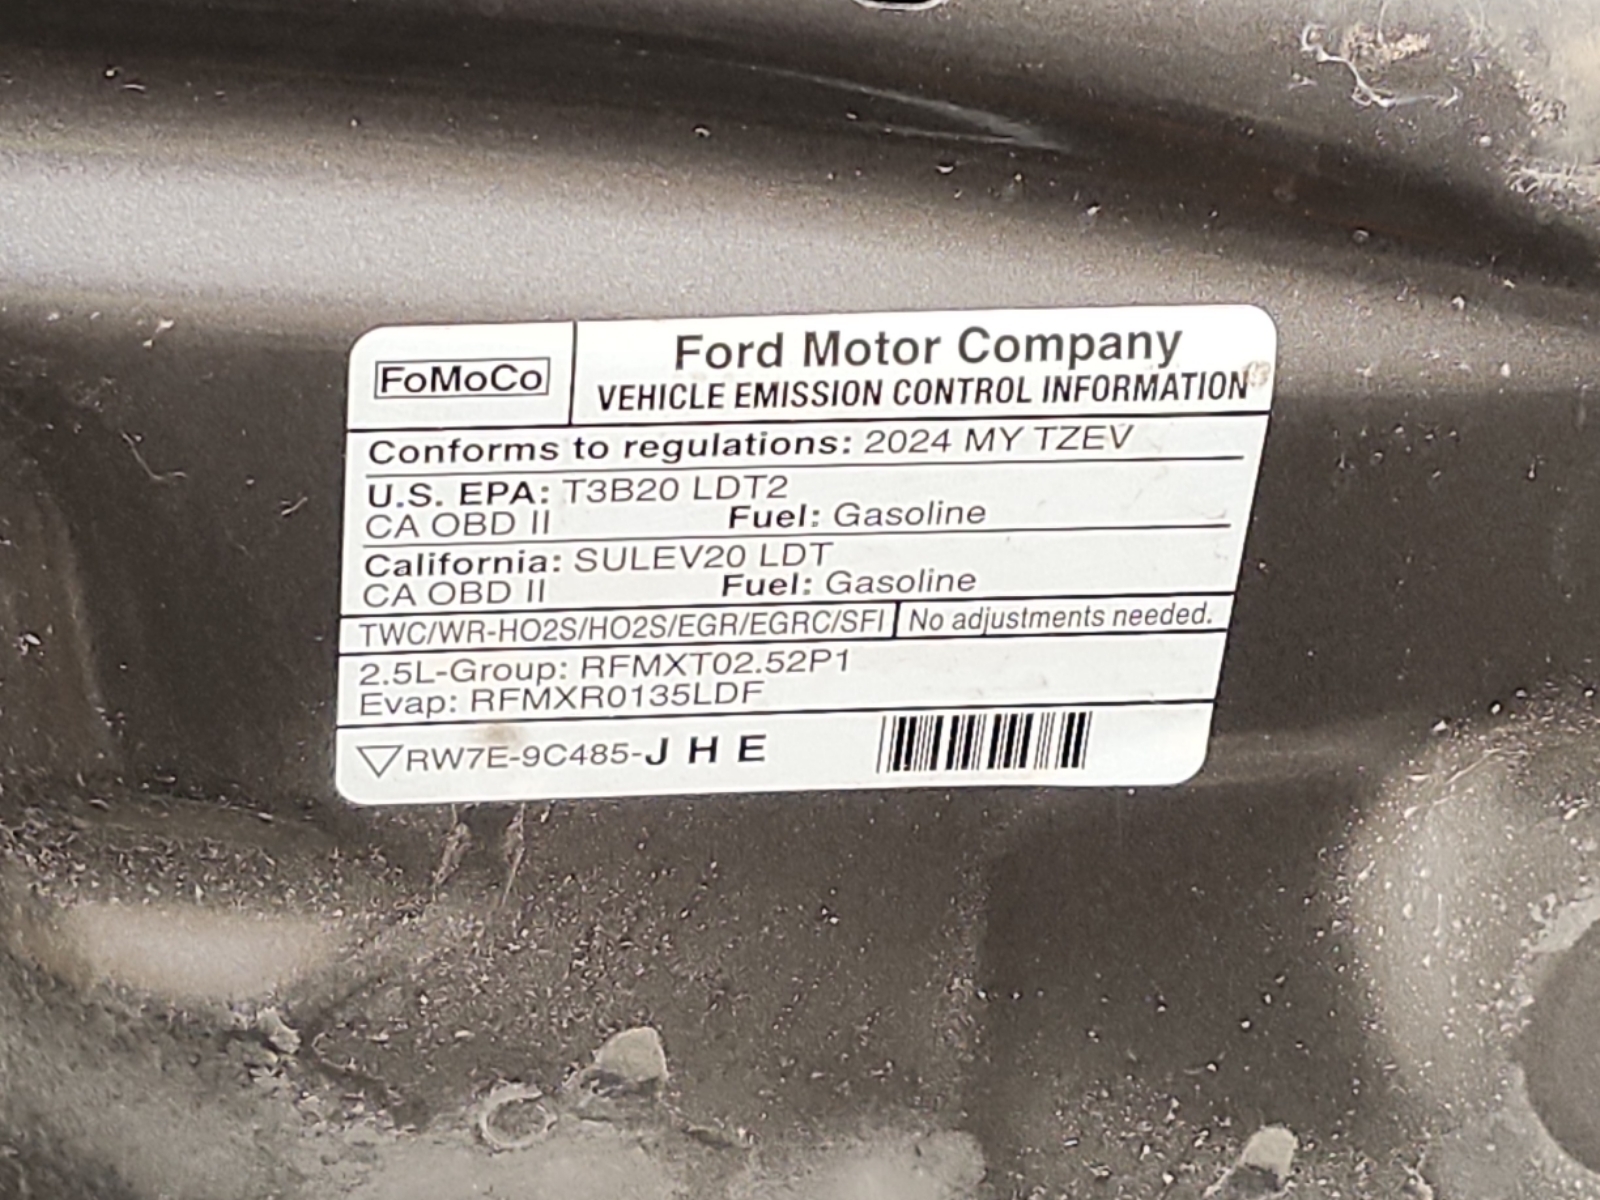 FoMoCo
Ford Motor Company
VEHICLE EMISSION CONTROL INFORMATION
Conforms to regulations: 2024 MY TZEV
U.S. EPA: T3B20 LDT2
CA OBD II Fuel: Gasoline
California: SULEV20 LDT
CA OBD II Fuel: Gasoline
TWC/WR-HO2S/HO2S/EGR/EGRC/SFI No adjustments needed.
2.5L-Group: RFMXT02.52P1
Evap: RFMXR0135LDF
RW7E-9C485-J H E